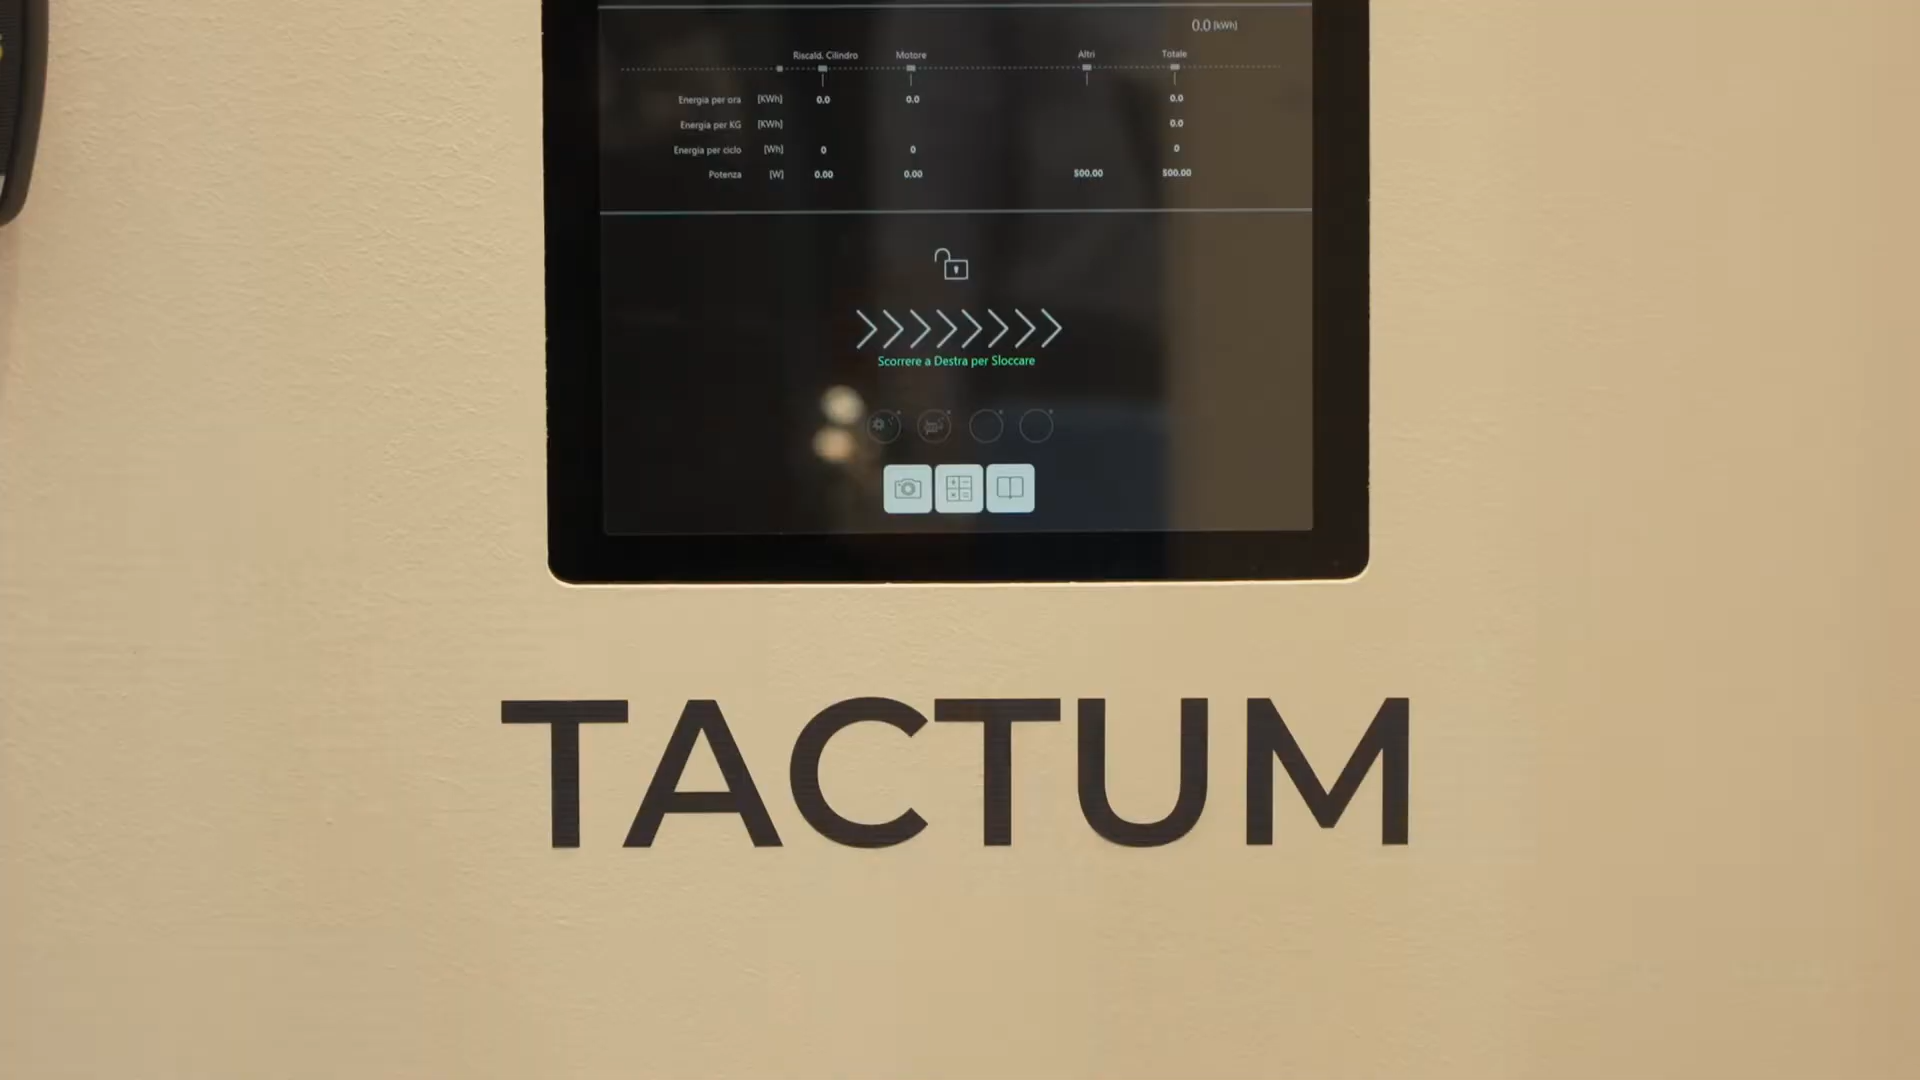 0.0 [kWh]
Riscald. Cilindro Motore Altri Totale
Energia per ora [KWh] 0.0 0.0 0.0
Energia per KG [KWh] 0.0
Energia per ciclo [Wh] 0 0 0
Potenza [W] 0.00 0.00 500.00 500.00
Scorrere a Destra per Sloccare
TACTUM